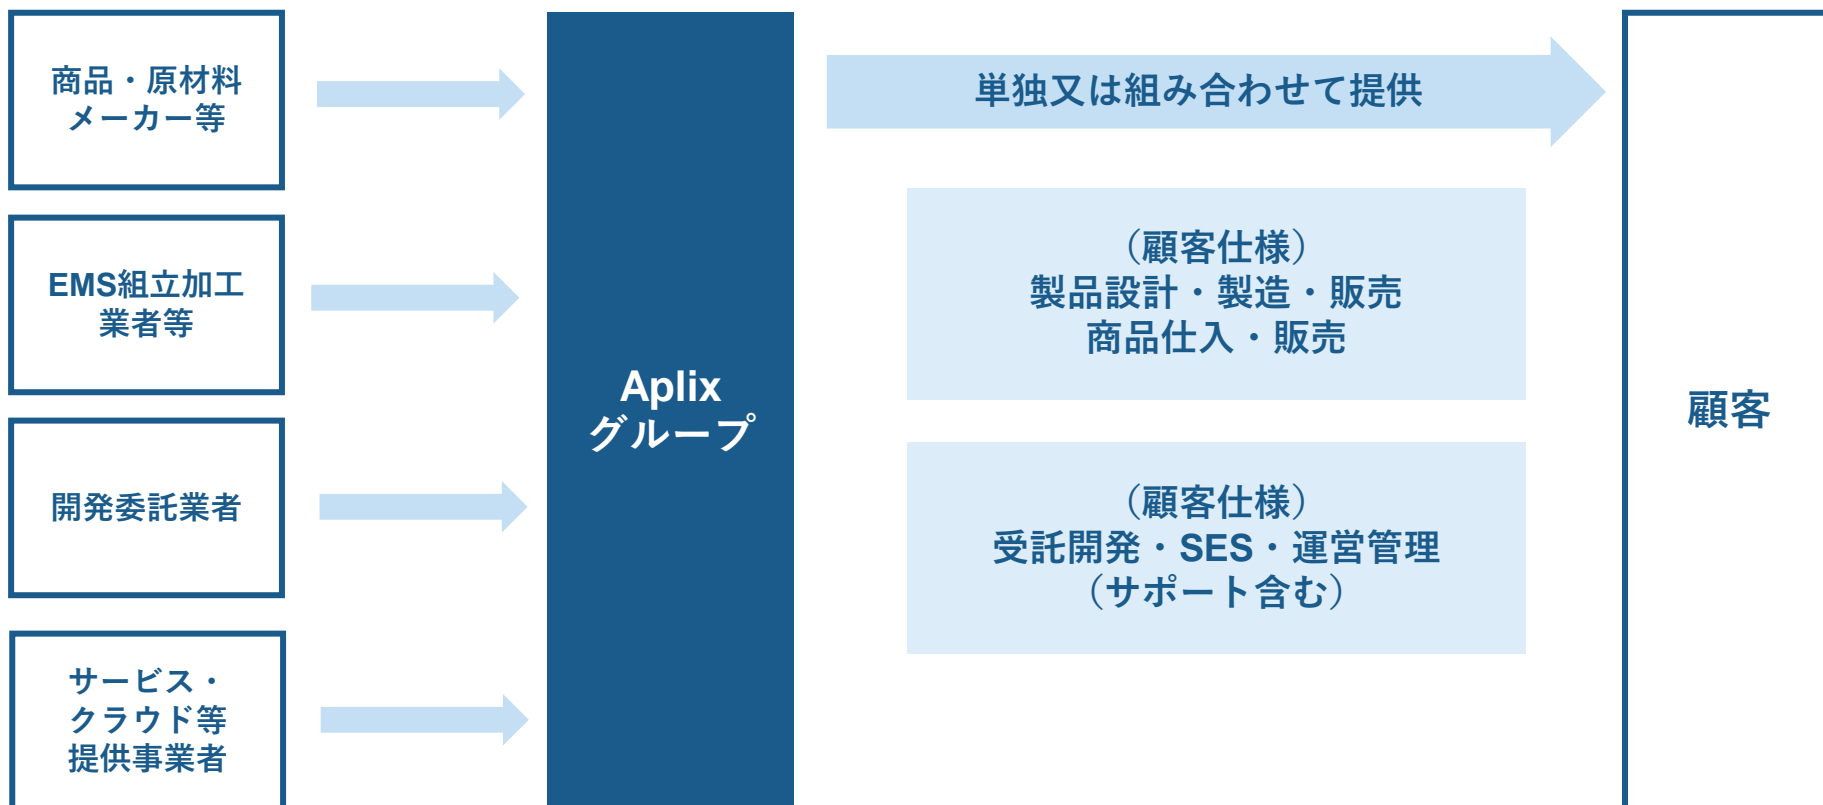 商品・原材料
メーカー等
EMS組立加工
業者等
開発委託業者
サービス・
クラウド等
提供事業者
Aplix
グループ
単独又は組み合わせて提供
（顧客仕様）
製品設計・製造・販売
商品仕入・販売
（顧客仕様）
受託開発・SES・運営管理
（サポート含む）
顧客